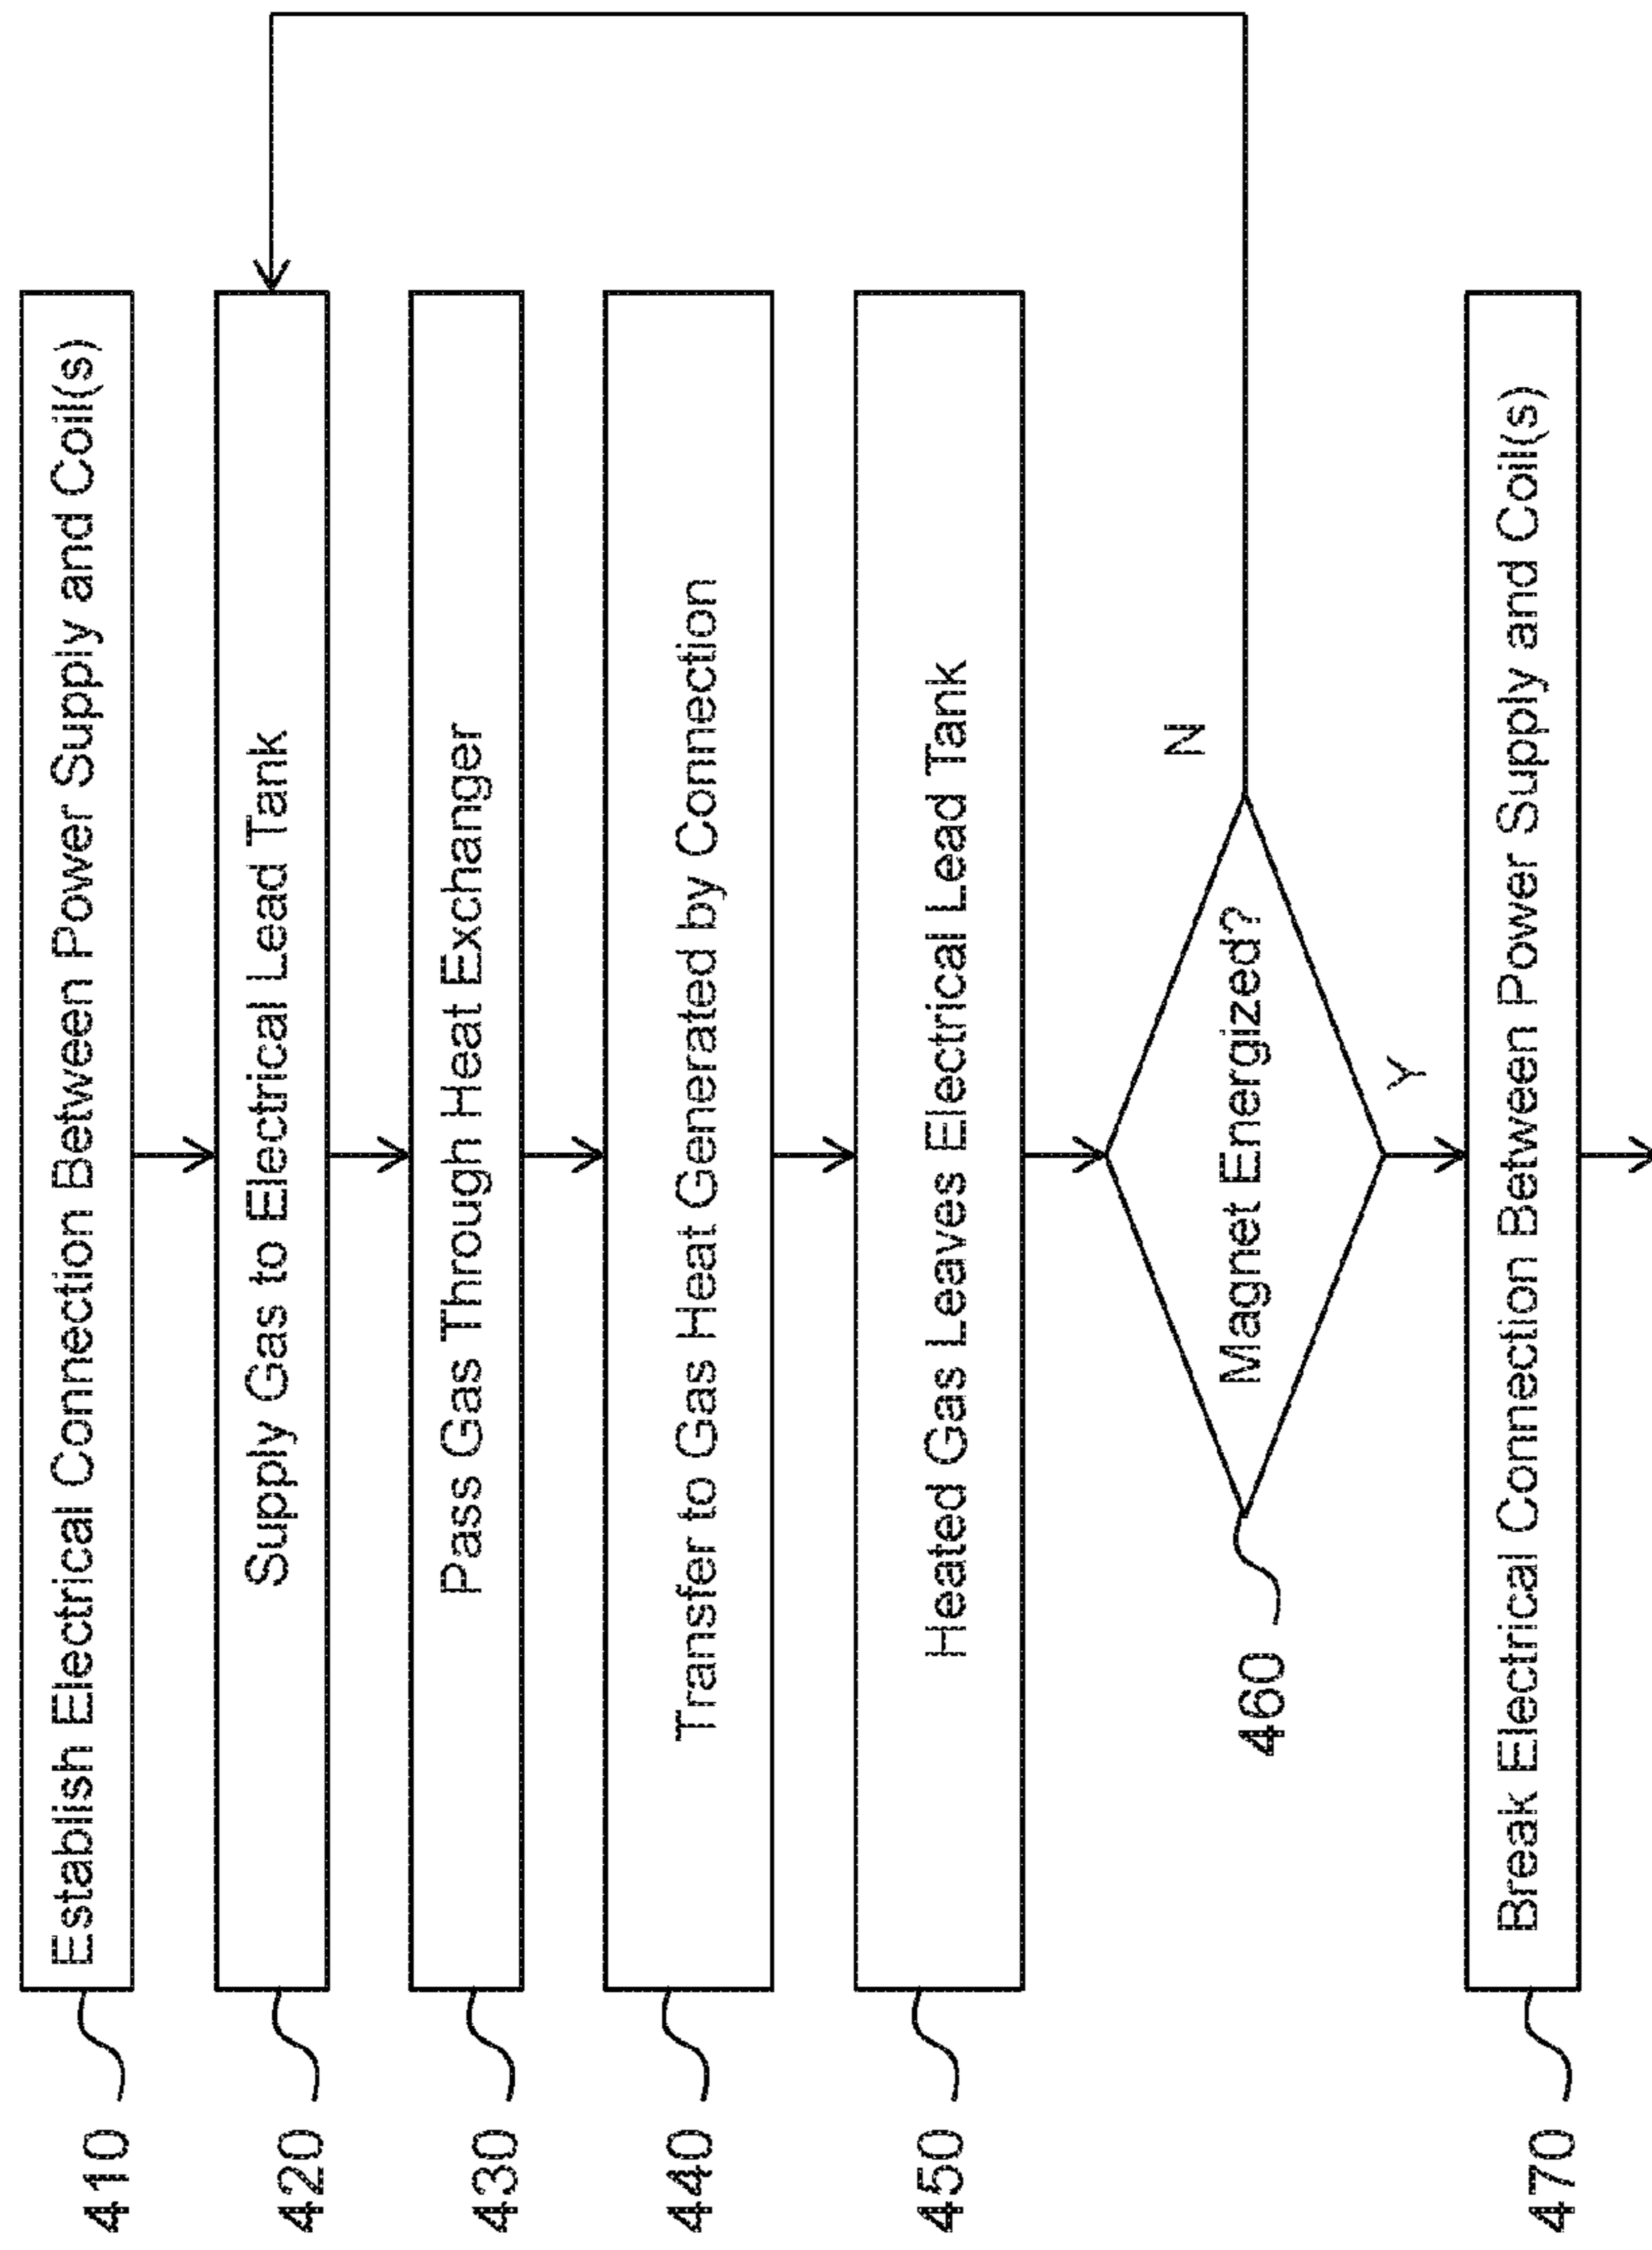 410
Establish Electrical Connection Between Power Supply and Coil(s)
420
Supply Gas to Electrical Lead Tank
430
Pass Gas Through Heat Exchanger
440
Transfer to Gas Heat Generated by Connection
450
Heated Gas Leaves Electrical Lead Tank
460
Magnet Energized?
N
Y
470
Break Electrical Connection Between Power Supply and Coil(s)